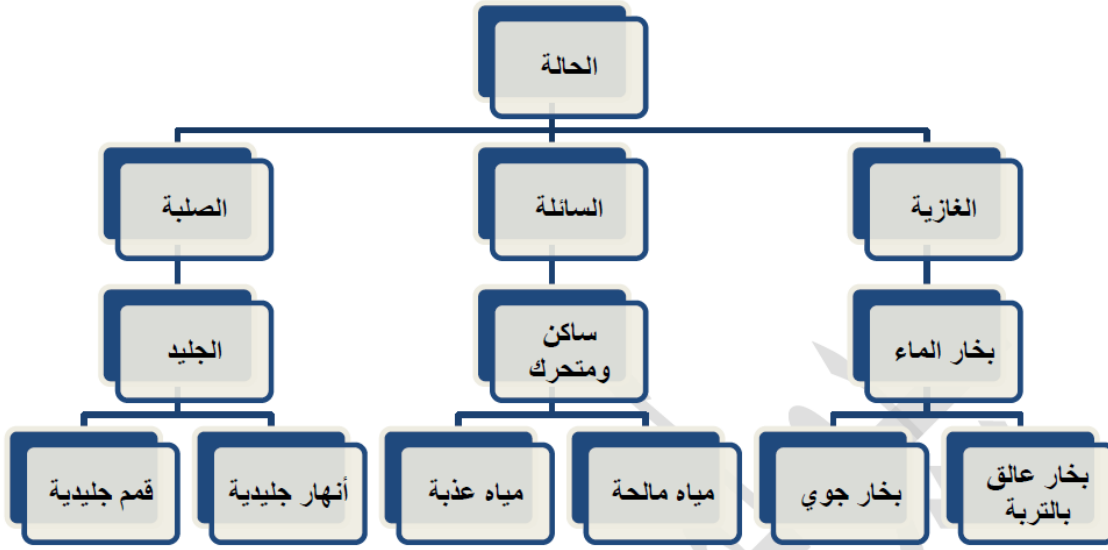 الحالة
الغازية
السائلة
الصلبة
بخار الماء
ساكن
ومتحرك
الجليد
بخار عالق
بالتربة
بخار جوي
مياه مالحة
مياه عذبة
أنهار جليدية
قمم جليدية